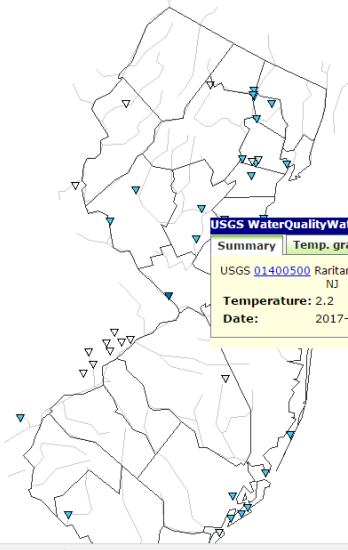 USGS WaterQualityWat
Summary Temp. gra
USGS 01400500 Raritan
NJ
Temperature: 2.2
Date: 2017-